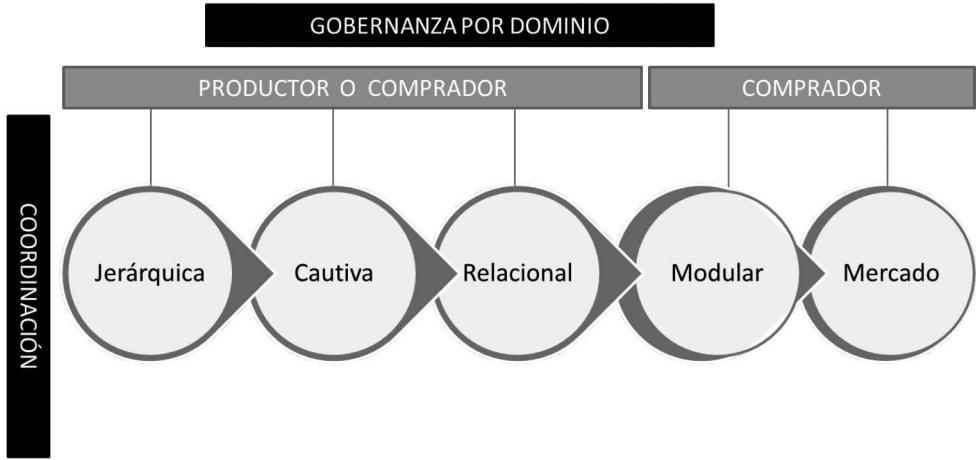 GOBERNANZA POR DOMINIO
PRODUCTOR O COMPRADOR
COMPRADOR
COORDINACIÓN
Jerárquica
Cautiva
Relacional
Modular
Mercado